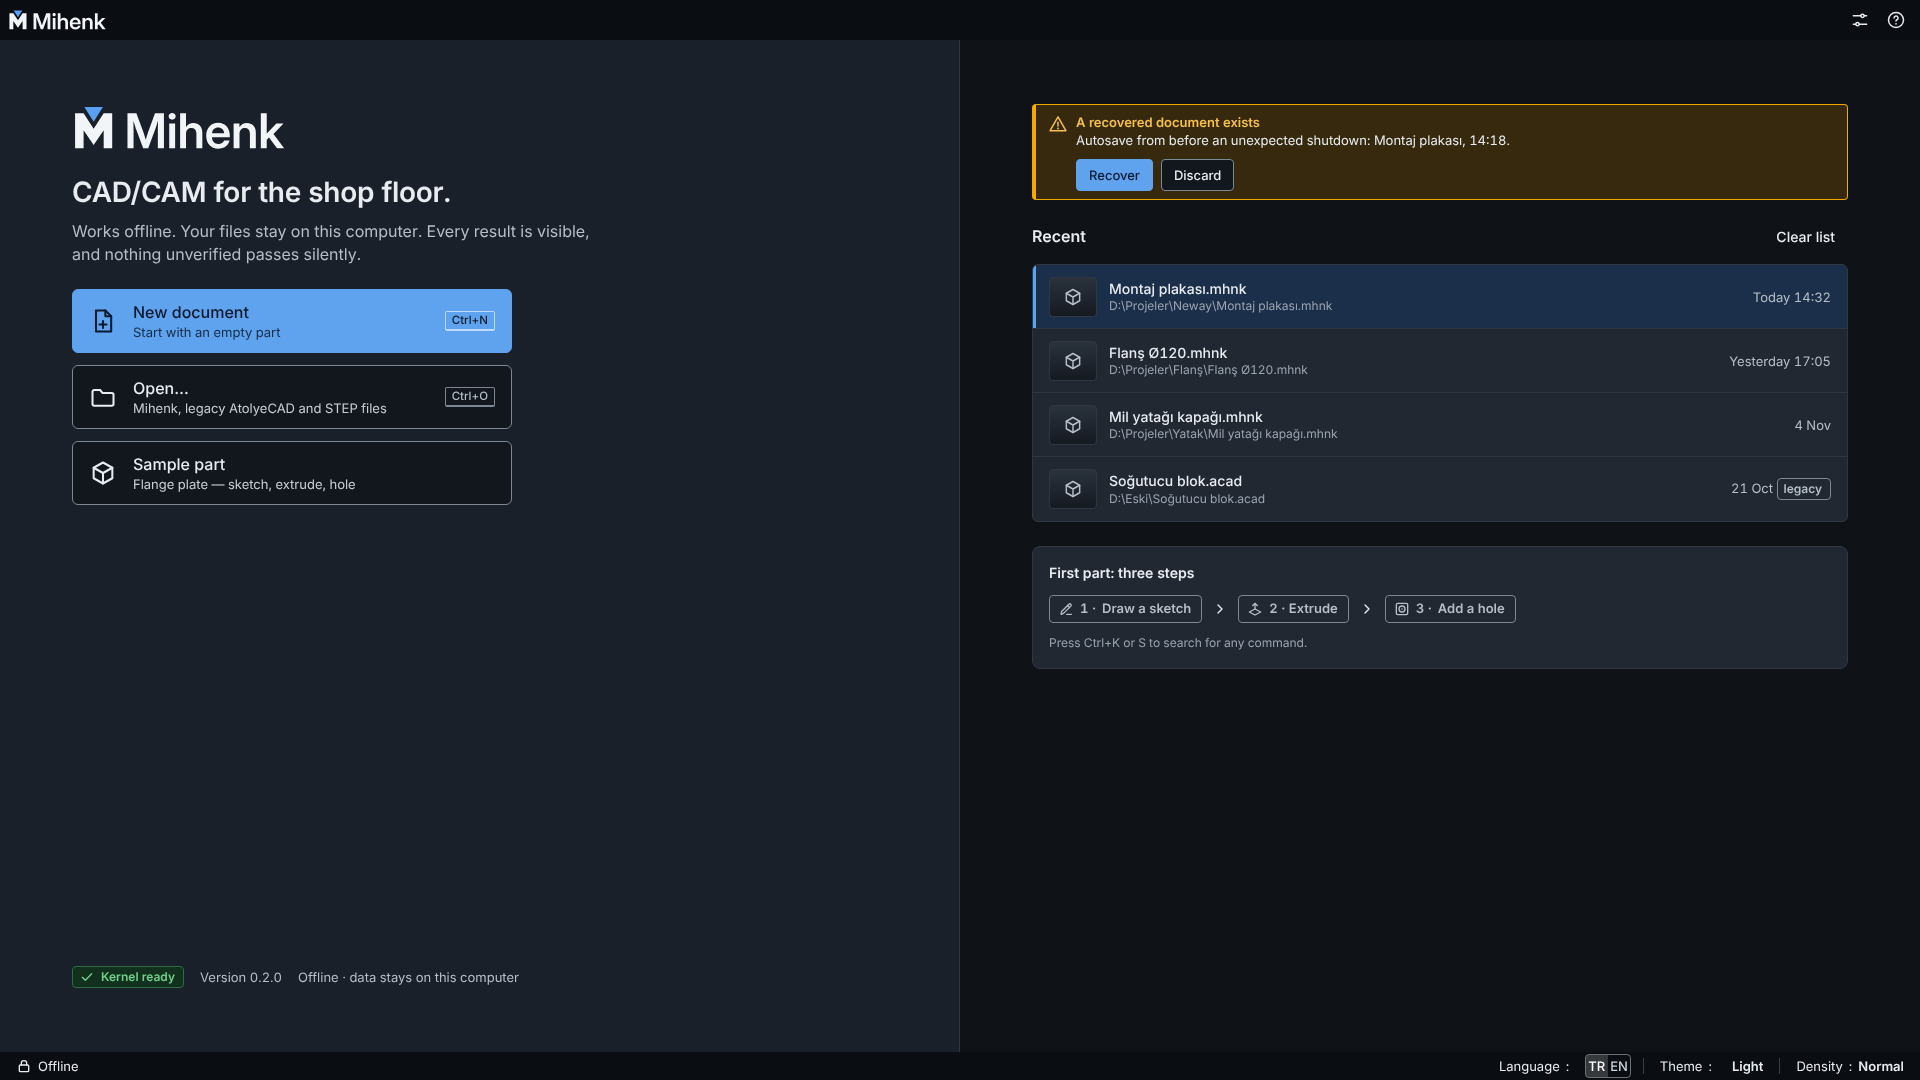 Mihenk
Mihenk
CAD/CAM for the shop floor.
Works offline. Your files stay on this computer. Every result is visible,
and nothing unverified passes silently.
New document
Start with an empty part
Ctrl+N
Open...
Mihenk, legacy AtolyeCAD and STEP files
Ctrl+O
Sample part
Flange plate — sketch, extrude, hole
Kernel ready
Version 0.2.0
Offline · data stays on this computer
A recovered document exists
Autosave from before an unexpected shutdown: Montaj plakası, 14:18.
Recover
Discard
Recent
Clear list
Montaj plakası.mhnk
D:\Projeler\Neway\Montaj plakası.mhnk
Today 14:32
Flanş Ø120.mhnk
D:\Projeler\Flanş\Flanş Ø120.mhnk
Yesterday 17:05
Mil yatağı kapağı.mhnk
D:\Projeler\Yatak\Mil yatağı kapağı.mhnk
4 Nov
Soğutucu blok.acad
D:\Eski\Soğutucu blok.acad
21 Oct legacy
First part: three steps
1 · Draw a sketch
2 · Extrude
3 · Add a hole
Press Ctrl+K or S to search for any command.
Offline
Language : TR EN
Theme : Light
Density : Normal